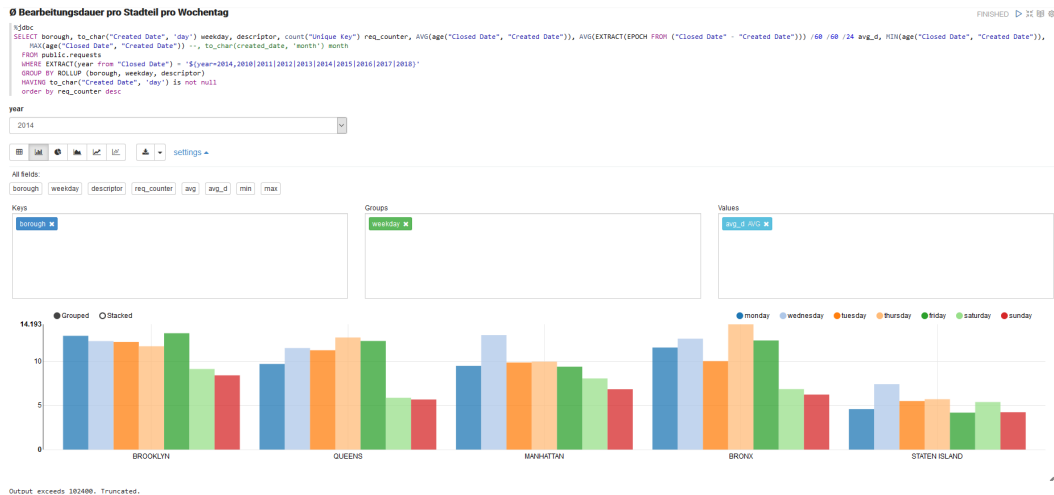 Ø Bearbeitungsdauer pro Stadteil pro Wochentag
FINISHED
%jdbc
SELECT borough, to_char("Created Date", 'day') weekday, descriptor, count("Unique Key") req_counter, AVG(age("Closed Date", "Created Date")), AVG(EXTRACT(EPOCH FROM ("Closed Date" - "Created Date"))) /60 /60 /24 avg_d, MIN(age("Closed Date", "Created Date")),
MAX(age("Closed Date", "Created Date")) --, to_char(created_date, 'month') month
FROM public.requests
WHERE EXTRACT(year from "Closed Date") = '${year=2014,2010|2011|2012|2013|2014|2015|2016|2017|2018}'
GROUP BY ROLLUP (borough, weekday, descriptor)
HAVING to_char("Created Date", 'day') is not null
order by req_counter desc
year
2014
settings
All fields:
borough weekday descriptor req_counter avg avg_d min max
Keys Groups Values
borough weekday avg_d AVG
Grouped Stacked monday wednesday tuesday thursday friday saturday sunday
14.193
10
5
0
BROOKLYN QUEENS MANHATTAN BRONX STATEN ISLAND
Output exceeds 102400. Truncated.